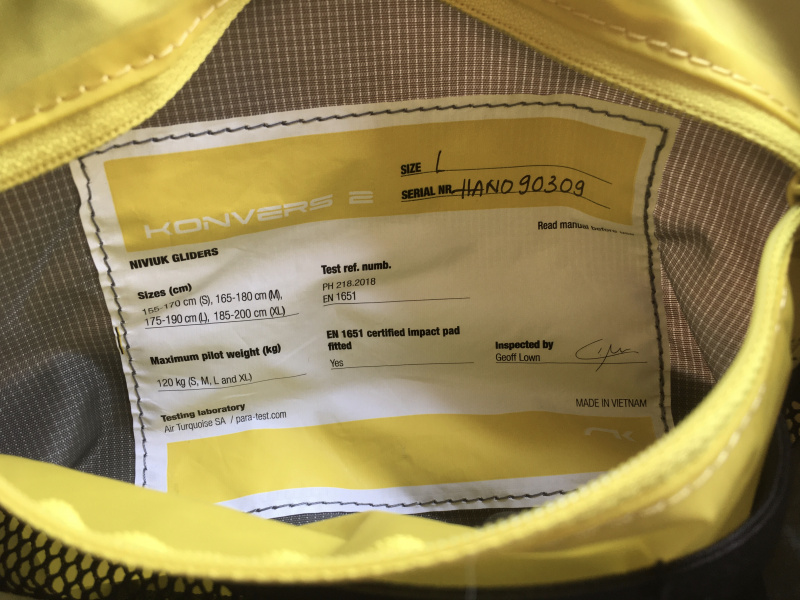 SIZE L
SERIAL NR. HANO90309
KONVERS 2
Read manual before
NIVIUK GLIDERS
Sizes (cm)
155-170 cm (S), 165-180 cm (M),
175-190 cm (L), 185-200 cm (XL)
Test ref. numb.
PH 218.2018
EN 1651
Maximum pilot weight (kg)
120 kg (S, M, L and XL)
EN 1651 certified impact pad
fitted
Yes
Inspected by
Geoff Lown
Testing laboratory
Air Turquoise SA / para-test.com
MADE IN VIETNAM